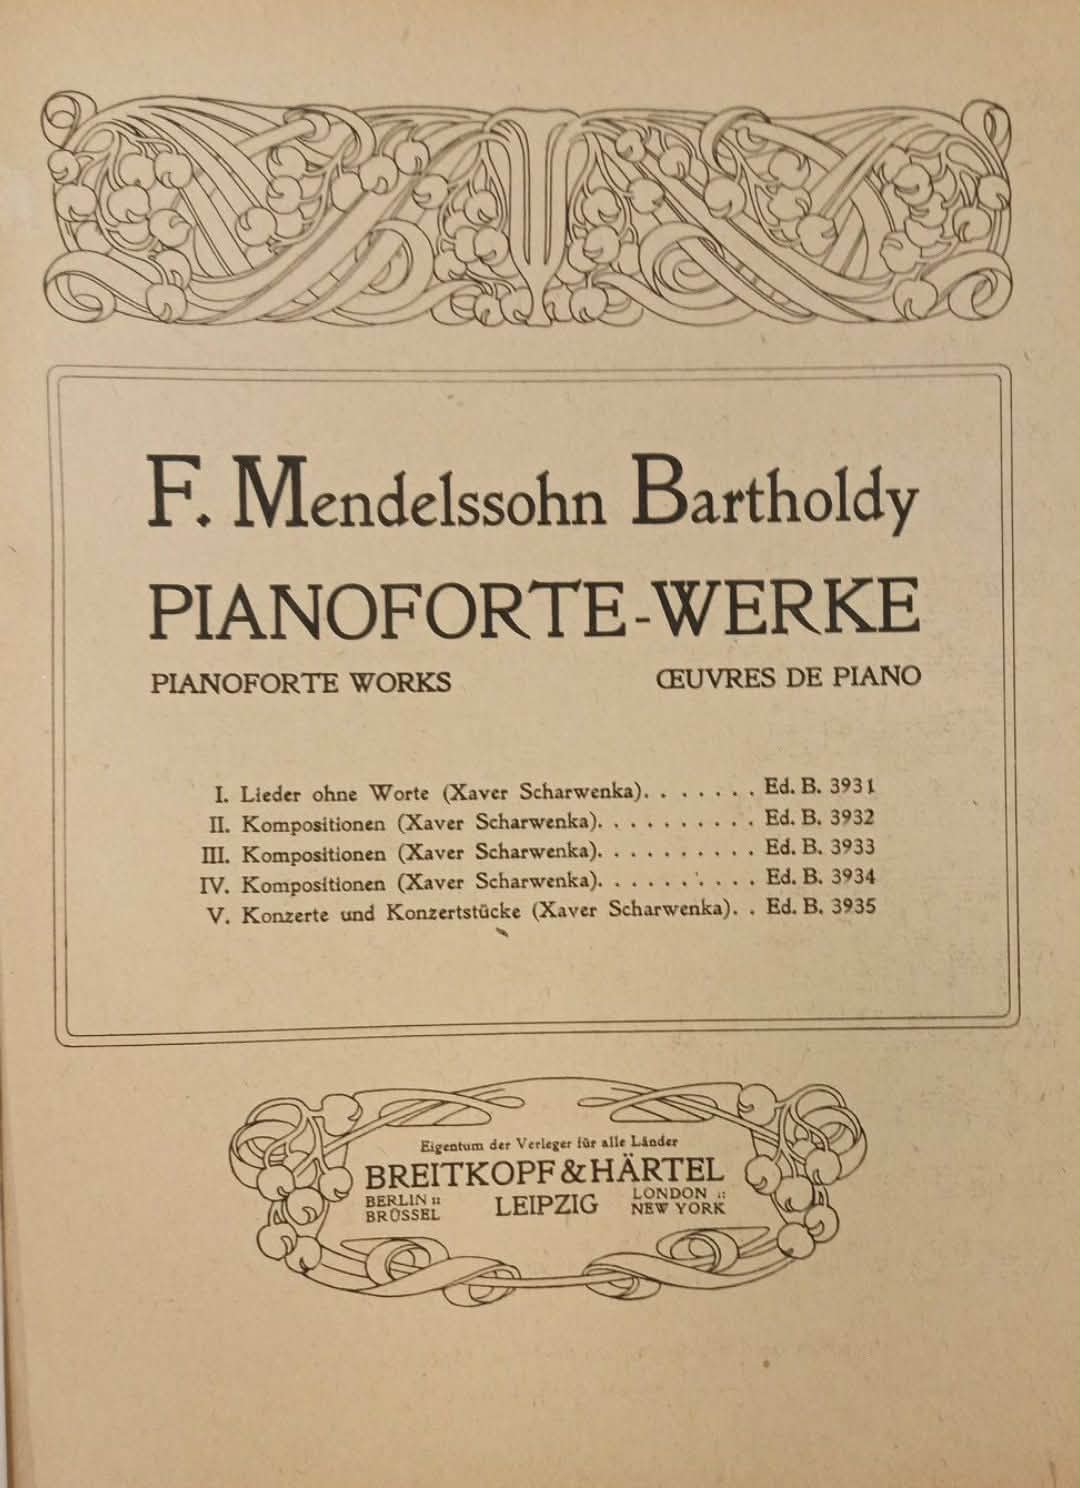 F. Mendelssohn Bartholdy
PIANOFORTE-WERKE
PIANOFORTE WORKS ŒUVRES DE PIANO
I. Lieder ohne Worte (Xaver Scharwenka). . . . . . . Ed. B. 3931
II. Kompositionen (Xaver Scharwenka). . . . . . . . . . Ed. B. 3932
III. Kompositionen (Xaver Scharwenka). . . . . . . . . . Ed. B. 3933
IV. Kompositionen (Xaver Scharwenka). . . . . . . . . . Ed. B. 3934
V. Konzerte und Konzertstücke (Xaver Scharwenka). . Ed. B. 3935
Eigentum der Verleger für alle Länder
BREITKOPF & HÄRTEL
BERLIN ::
BRÜSSEL
LEIPZIG
LONDON ::
NEW YORK